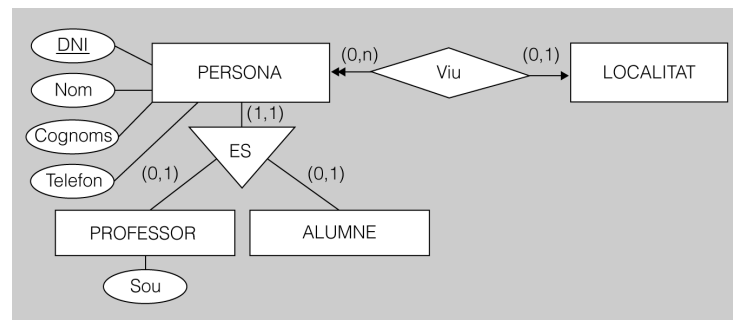 DNI
(0,n)
(0,1)
PERSONA
Viu
LOCALITAT
Nom
(1,1)
Cognoms
ES
Telefon
(0,1)
(0,1)
PROFESSOR
ALUMNE
Sou